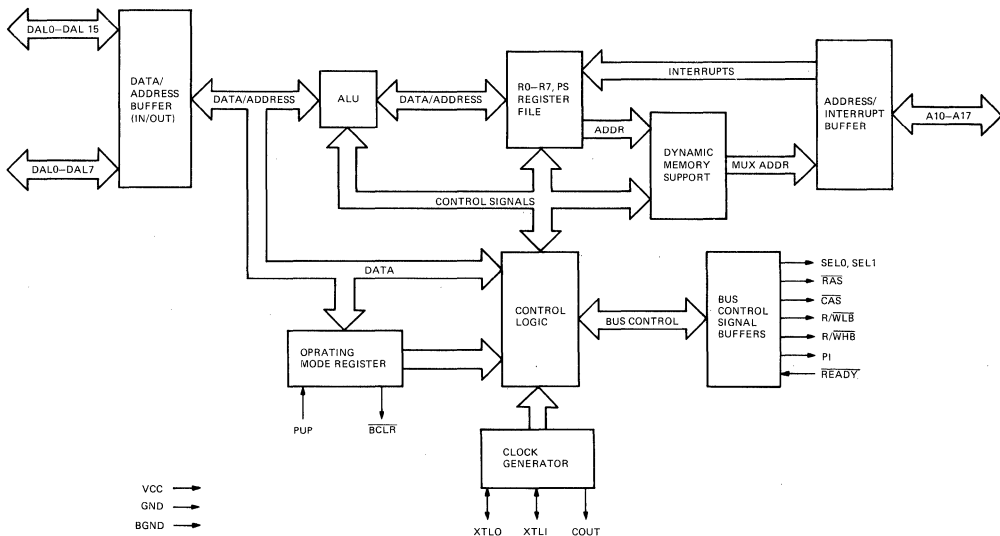 DAL0–DAL 15
DATA/
ADDRESS
BUFFER
(IN/OUT)
DAL0–DAL7
DATA/ADDRESS
ALU
DATA/ADDRESS
R0–R7, PS
REGISTER
FILE
INTERRUPTS
ADDR
DYNAMIC
MEMORY
SUPPORT
MUX ADDR
ADDRESS/
INTERRUPT
BUFFER
A10–A17
CONTROL SIGNALS
DATA
CONTROL
LOGIC
BUS CONTROL
BUS
CONTROL
SIGNAL
BUFFERS
SEL0, SEL1
RAS
CAS
R/WLB
R/WHB
PI
READY
OPRATING
MODE REGISTER
PUP
BCLR
CLOCK
GENERATOR
XTLO
XTLI
COUT
VCC
GND
BGND